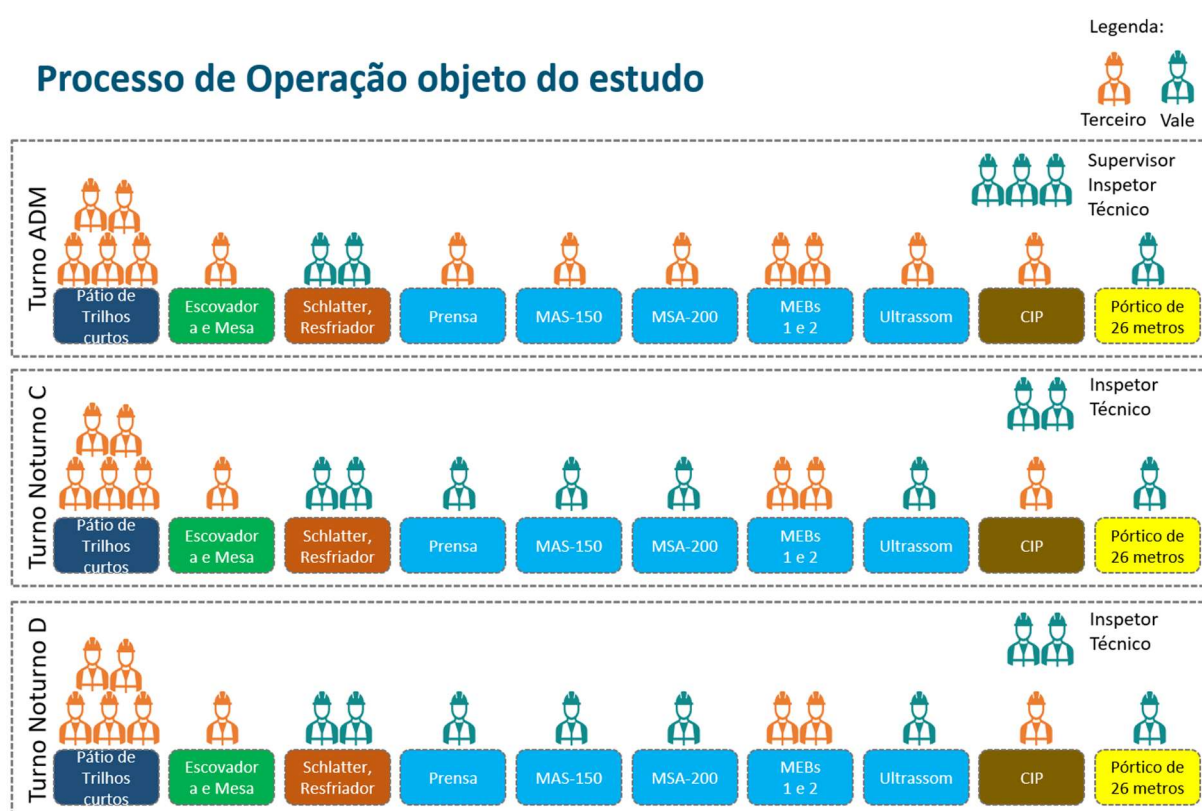 Legenda:
Processo de Operação objeto do estudo
Terceiro
Vale
Turno ADM
Supervisor
Inspetor
Técnico
Pátio de
Trilhos
curtos
Escovador
a e Mesa
Schlatter,
Resfriador
Prensa
MAS-150
MSA-200
MEBs
1 e 2
Ultrassom
CIP
Pórtico de
26 metros
Turno Noturno C
Inspetor
Técnico
Pátio de
Trilhos
curtos
Escovador
a e Mesa
Schlatter,
Resfriador
Prensa
MAS-150
MSA-200
MEBs
1 e 2
Ultrassom
CIP
Pórtico de
26 metros
Turno Noturno D
Inspetor
Técnico
Pátio de
Trilhos
curtos
Escovador
a e Mesa
Schlatter,
Resfriador
Prensa
MAS-150
MSA-200
MEBs
1 e 2
Ultrassom
CIP
Pórtico de
26 metros